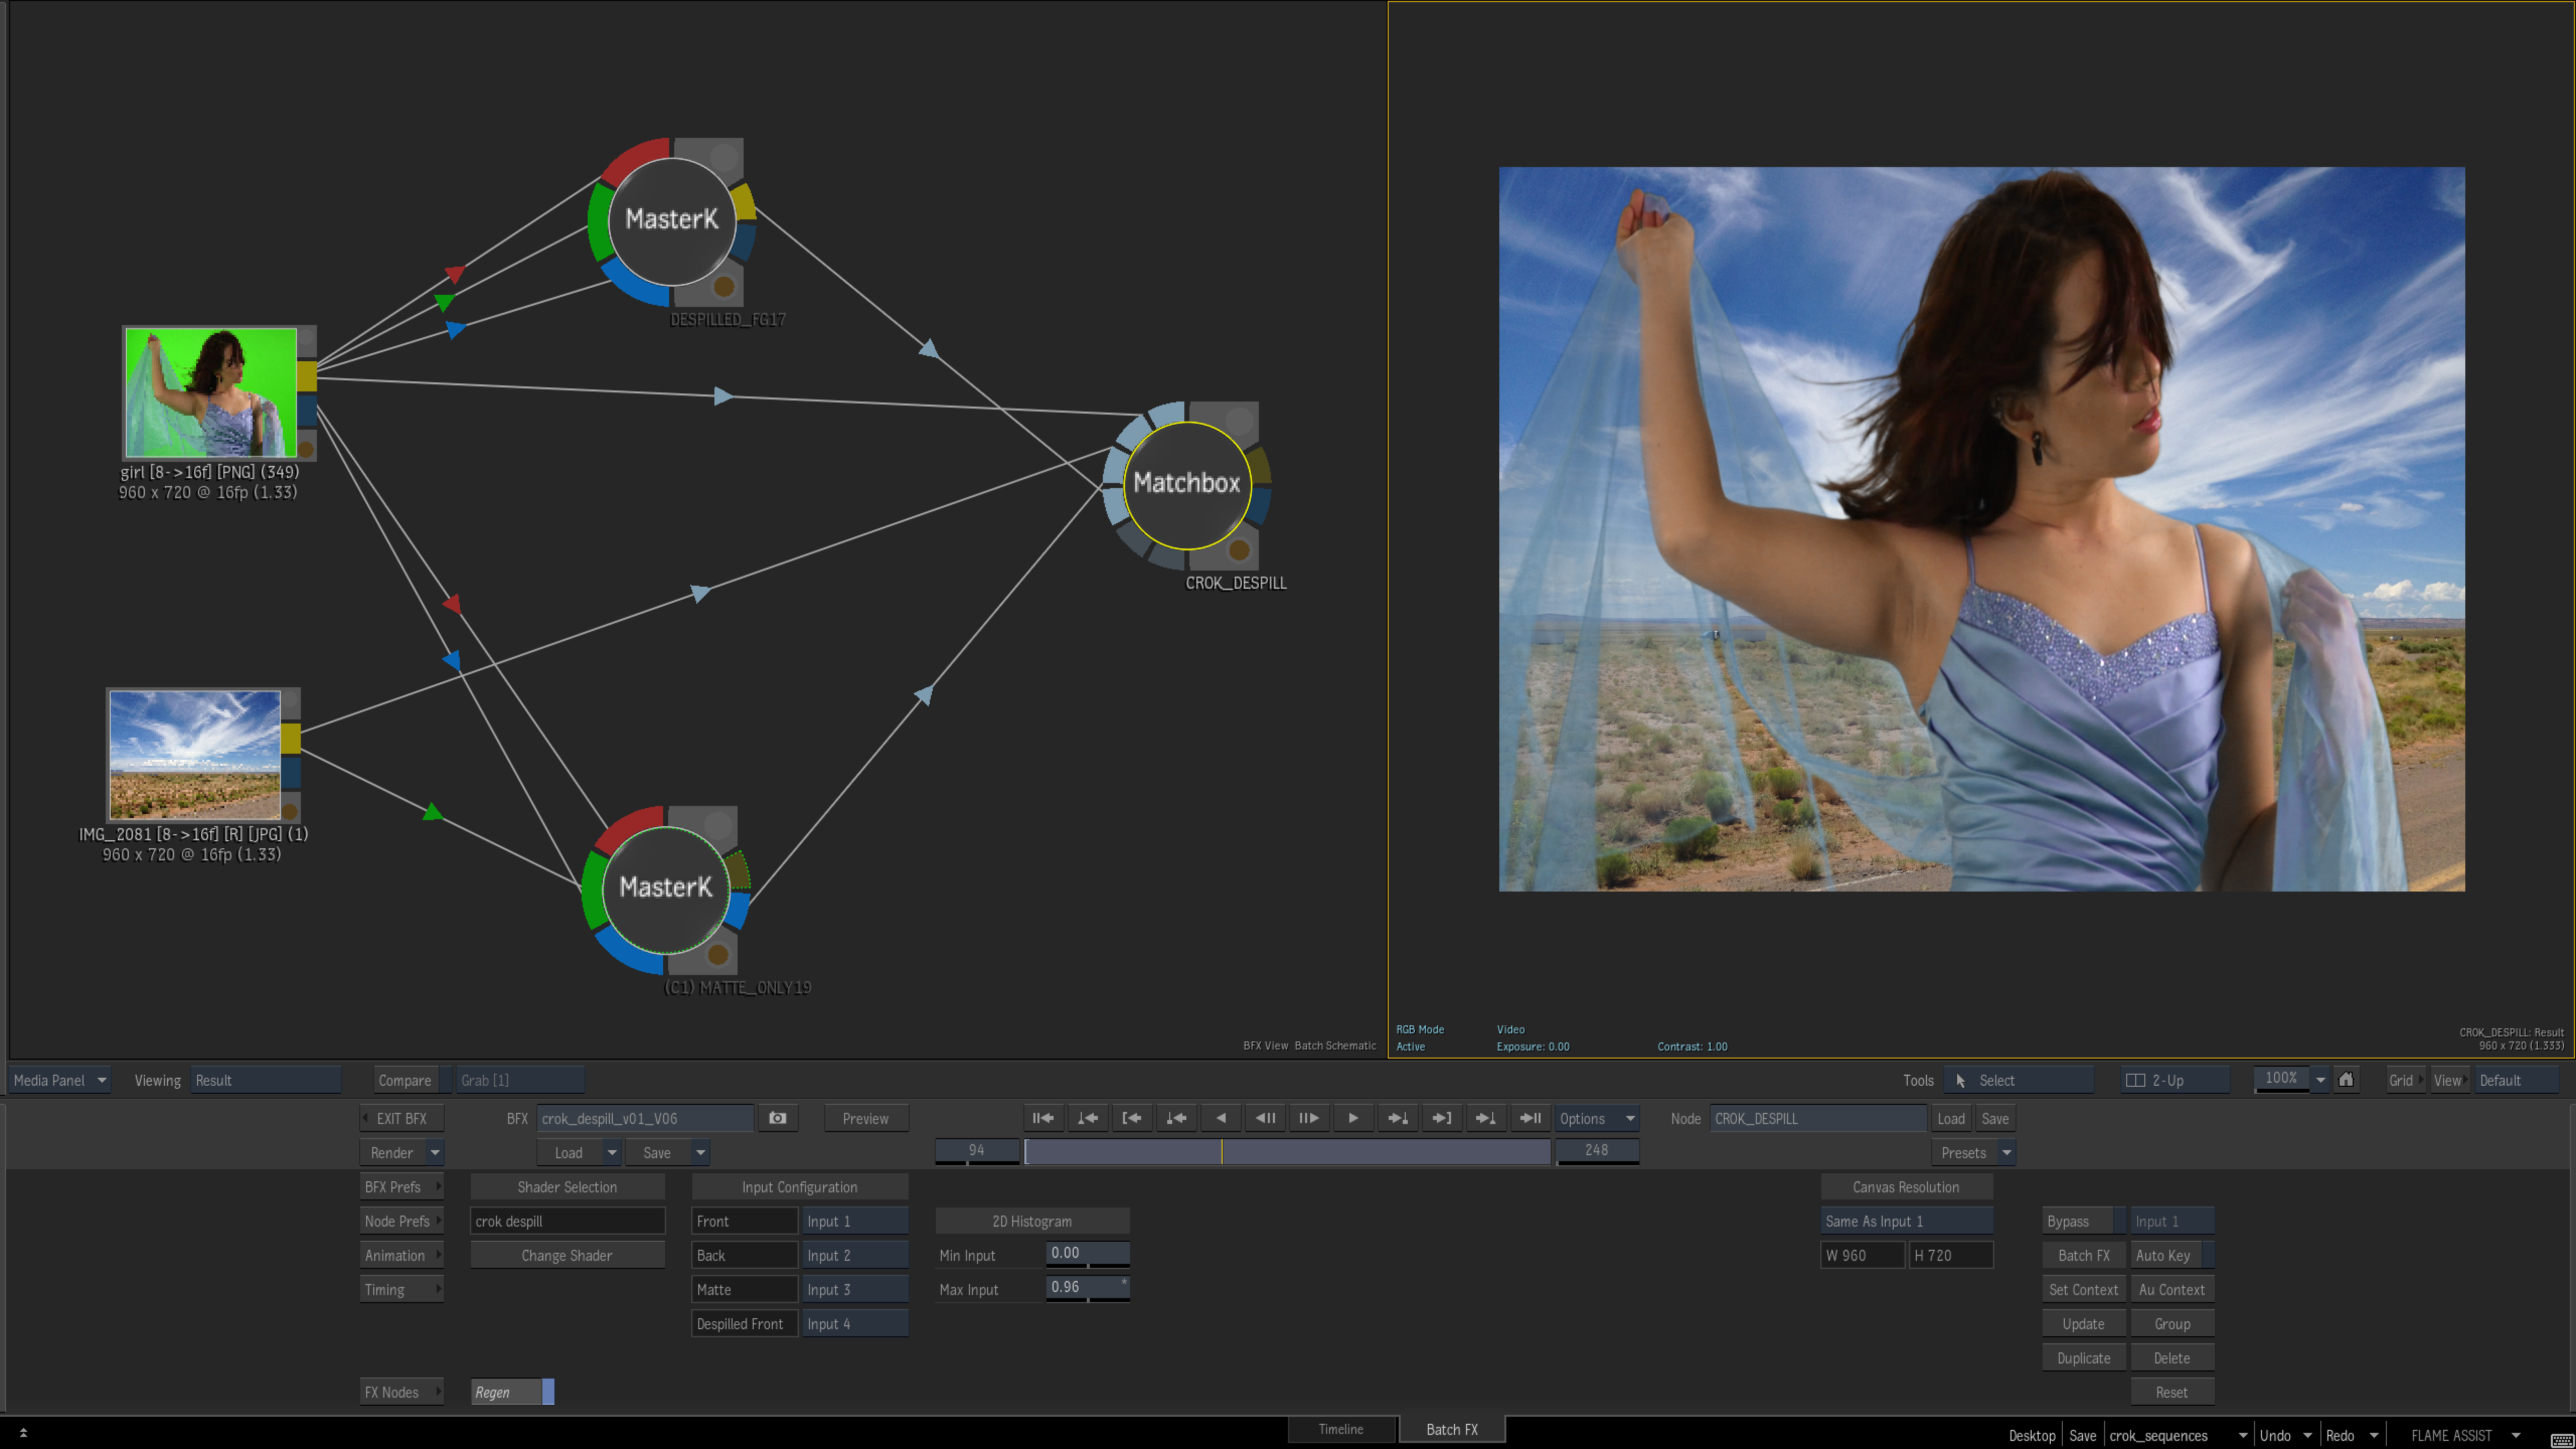 MasterK
DESPILLED_FG17
girl [8->16f] [PNG] (349)
960 x 720 @ 16fp (1.33)
Matchbox
CROK_DESPILL
IMG_2081 [8->16f] [R] [JPG] (1)
960 x 720 @ 16fp (1.33)
MasterK
(C1) MATTE_ONLY19
BFX View Batch Schematic
RGB Mode Video
Active Exposure: 0.00 Contrast: 1.00
CROK_DESPILL: Result
960 x 720 (1.333)
Media Panel Viewing Result Compare Grab [1] Tools Select 2-Up 100% Grid View Default
EXIT BFX BFX crok_despill_v01_V06 Preview Options Node CROK_DESPILL Load Save
Render Load Save 94 248 Presets
BFX Prefs Shader Selection Input Configuration Canvas Resolution
Node Prefs crok despill Front Input 1 2D Histogram Same As Input 1 Bypass Input 1
Animation Change Shader Back Input 2 Min Input 0.00 W 960 H 720 Batch FX Auto Key
Timing Matte Input 3 Max Input 0.96 * Set Context Au Context
Despilled Front Input 4 Update Group
Duplicate Delete
FX Nodes Regen Reset
Timeline Batch FX Desktop Save crok_sequences Undo Redo FLAME ASSIST